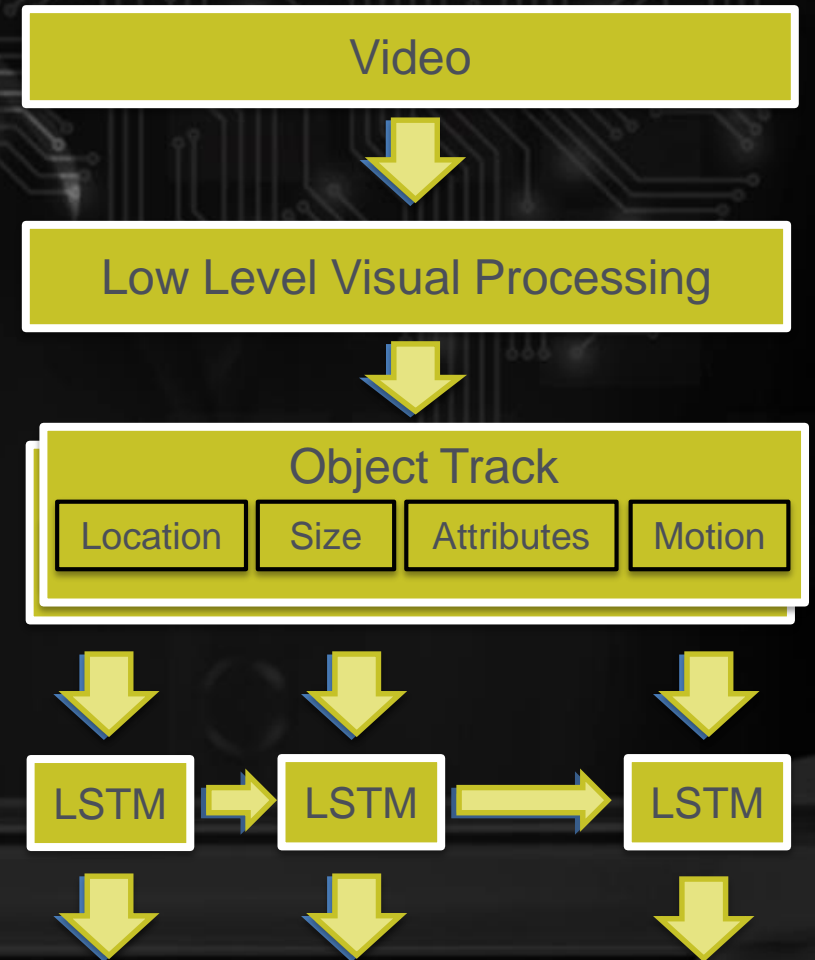 Video
Low Level Visual Processing
Object Track
Location Size Attributes Motion
LSTM LSTM LSTM